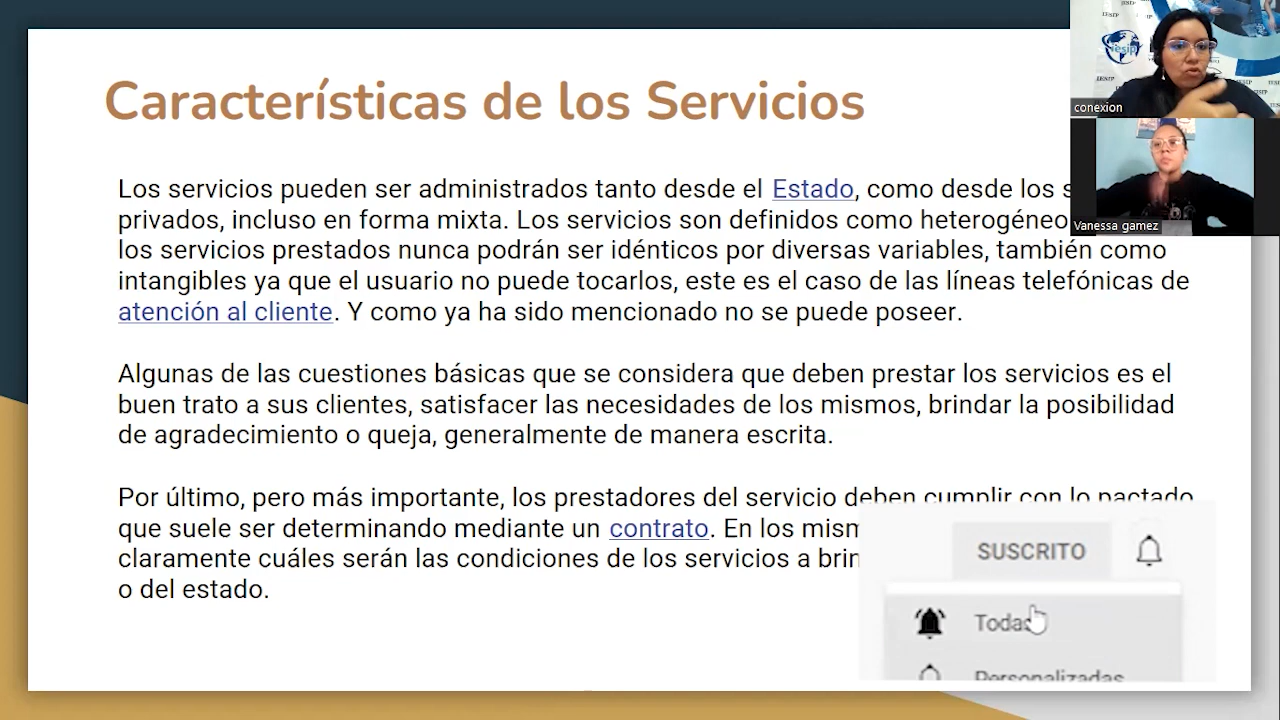 Características de los Servicios
Los servicios pueden ser administrados tanto desde el Estado, como desde los
privados, incluso en forma mixta. Los servicios son definidos como
los servicios prestados nunca podrán ser idénticos por diversas variables, también como
intangibles ya que el usuario no puede tocarlos, este es el caso de las líneas telefónicas de
atención al cliente. Y como ya ha sido mencionado no se puede poseer.
Algunas de las cuestiones básicas que se considera que deben prestar los servicios es el
buen trato a sus clientes, satisfacer las necesidades de los mismos, brindar la posibilidad
de agradecimiento o queja, generalmente de manera escrita.
Por último, pero más importante, los prestadores del servicio deben cumplir con lo pactado
que suele ser determinando mediante un contrato. En los
claramente cuáles serán las condiciones de los servicios a
o del estado.
conexion
Vanessa gamez
iesip
SUSCRITO
Todas
Personalizadas